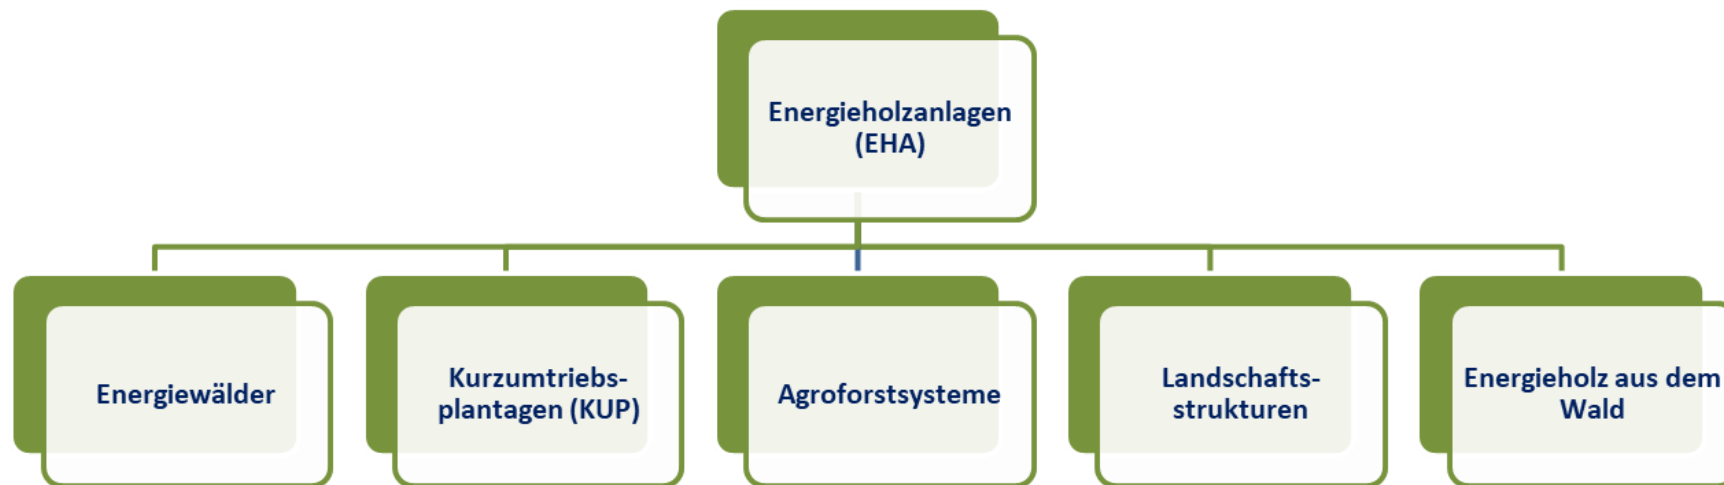 Energieholzanlagen
(EHA)
Energiewälder
Kurzumtriebs-
plantagen (KUP)
Agroforstsysteme
Landschafts-
strukturen
Energieholz aus dem
Wald